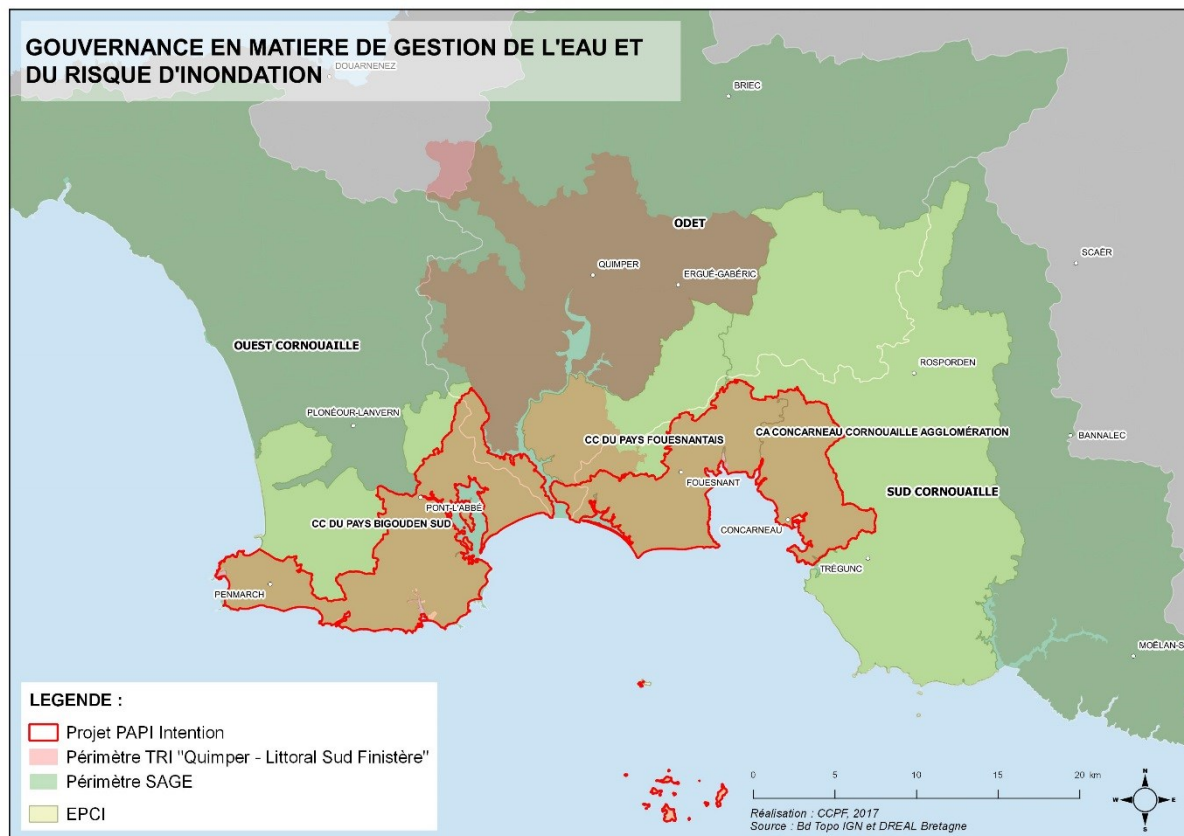 GOUVERNANCE EN MATIERE DE GESTION DE L'EAU ET
DU RISQUE D'INONDATION
DOUARNENEZ
BRIEC
ODET
SCAËR
QUIMPER
ERGUÉ-GABÉRIC
OUEST CORNOUAILLE
ROSPORDEN
PLONÉOUR-LANVERN
CA CONCARNEAU CORNOUAILLE AGGLOMÉRATION
BANNALEC
CC DU PAYS FOUESNANTAIS
FOUESNANT
SUD CORNOUAILLE
PONT-L'ABBÉ
CC DU PAYS BIGOUDEN SUD
CONCARNEAU
TRÉGUNC
PENMARCH
MOËLAN-S
LEGENDE :
Projet PAPI Intention
Périmètre TRI "Quimper - Littoral Sud Finistère"
Périmètre SAGE
EPCI
0 5 10 15 20 km
Réalisation : CCPF, 2017
Source : Bd Topo IGN et DREAL Bretagne
N
W E
S